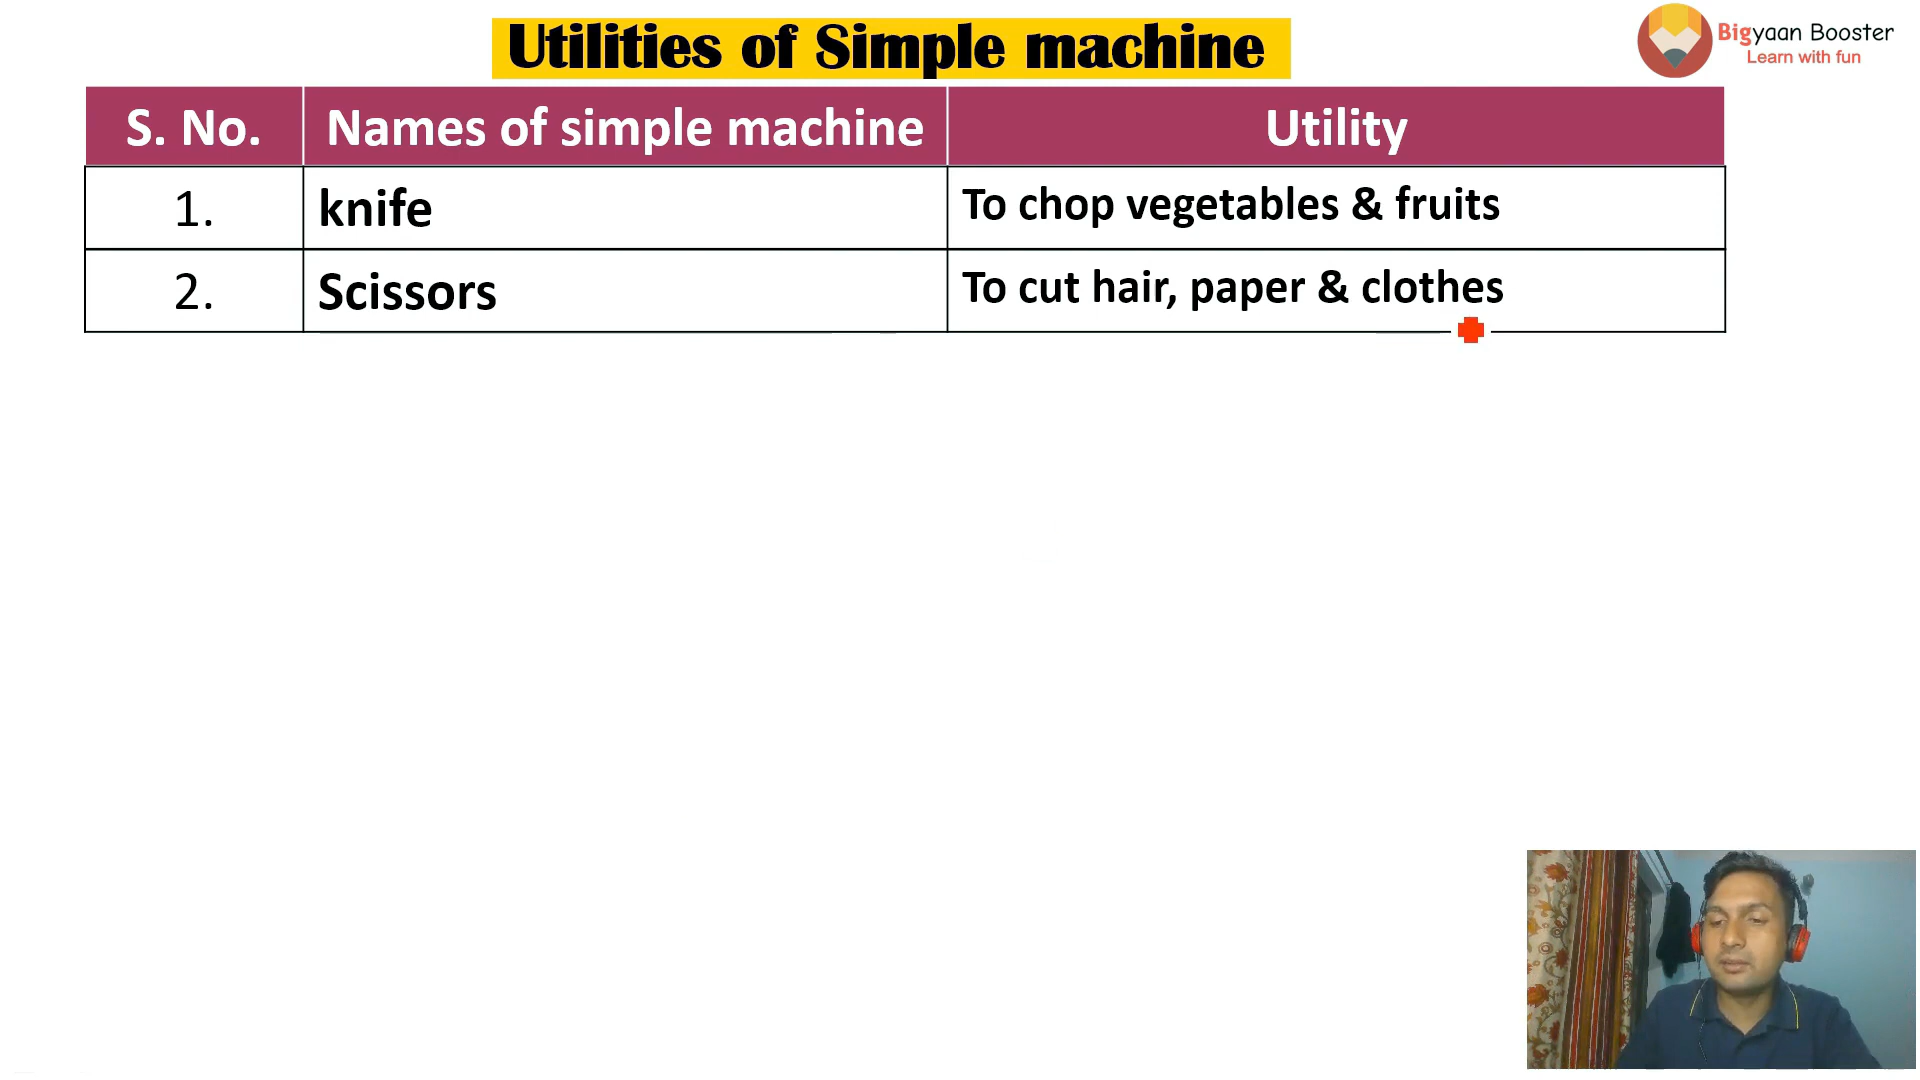 Utilities of Simple machine
Bigyaan Booster
Learn with fun
S. No. Names of simple machine Utility
1. knife To chop vegetables & fruits
2. Scissors To cut hair, paper & clothes